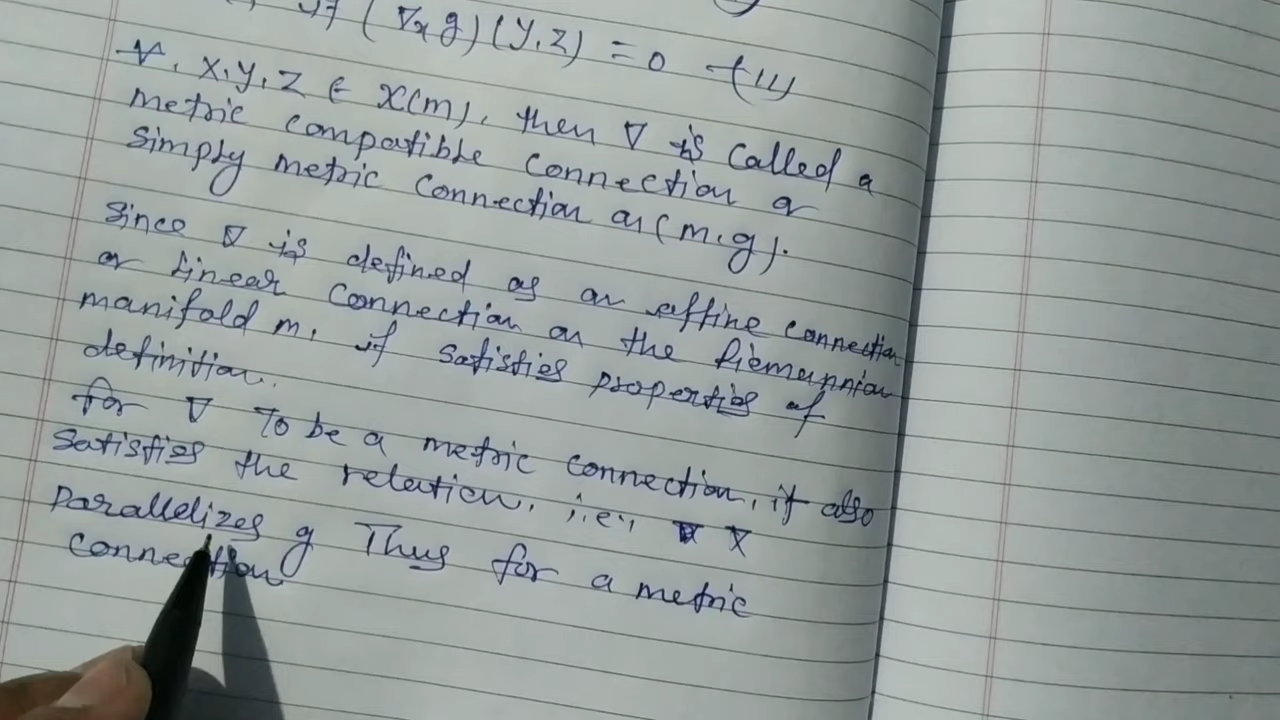 if (∇x g)(Y,Z) = 0
∀, X,Y,Z ∈ X(m), then ∇ is called a
metric compatible connection or
simply metric connection on (m,g).
Since ∇ is defined as an affine connection
or linear connection on the Riemannian
manifold m, it satisfies properties of
definition.
for ∇ To be a metric connection, it also
satisfies the relation, i.e., ∇
parallelizes g Thus for a metric
connection